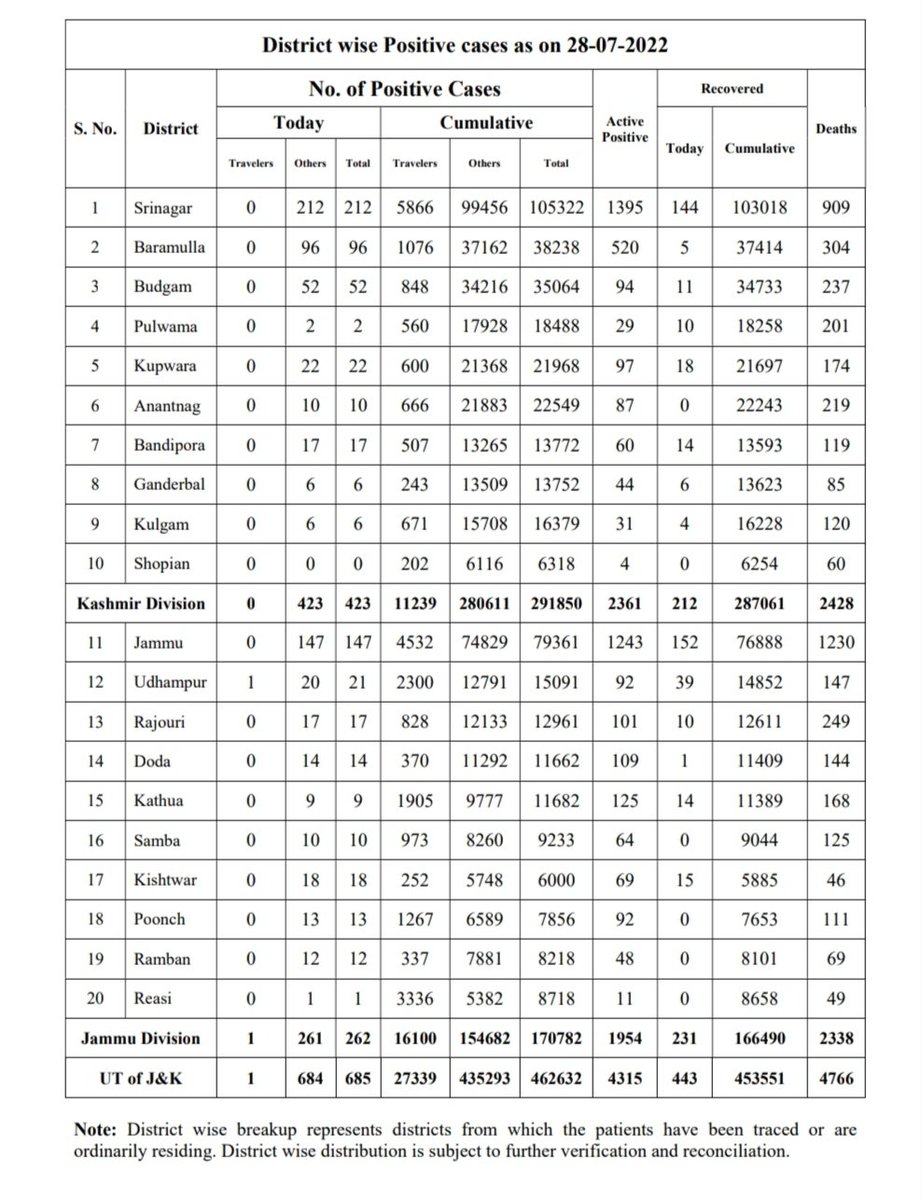 District wise Positive cases as on 28-07-2022
S. No. District No. of Positive Cases Active Positive Recovered Deaths
Today Cumulative Today Cumulative
Travelers Others Total Travelers Others Total
1 Srinagar 0 212 212 5866 99456 105322 1395 144 103018 909
2 Baramulla 0 96 96 1076 37162 38238 520 5 37414 304
3 Budgam 0 52 52 848 34216 35064 94 11 34733 237
4 Pulwama 0 2 2 560 17928 18488 29 10 18258 201
5 Kupwara 0 22 22 600 21368 21968 97 18 21697 174
6 Anantnag 0 10 10 666 21883 22549 87 0 22243 219
7 Bandipora 0 17 17 507 13265 13772 60 14 13593 119
8 Ganderbal 0 6 6 243 13509 13752 44 6 13623 85
9 Kulgam 0 6 6 671 15708 16379 31 4 16228 120
10 Shopian 0 0 0 202 6116 6318 4 0 6254 60
Kashmir Division 0 423 423 11239 280611 291850 2361 212 287061 2428
11 Jammu 0 147 147 4532 74829 79361 1243 152 76888 1230
12 Udhampur 1 20 21 2300 12791 15091 92 39 14852 147
13 Rajouri 0 17 17 828 12133 12961 101 10 12611 249
14 Doda 0 14 14 370 11292 11662 109 1 11409 144
15 Kathua 0 9 9 1905 9777 11682 125 14 11389 168
16 Samba 0 10 10 973 8260 9233 64 0 9044 125
17 Kishtwar 0 18 18 252 5748 6000 69 15 5885 46
18 Poonch 0 13 13 1267 6589 7856 92 0 7653 111
19 Ramban 0 12 12 337 7881 8218 48 0 8101 69
20 Reasi 0 1 1 3336 5382 8718 11 0 8658 49
Jammu Division 1 261 262 16100 154682 170782 1954 231 166490 2338
UT of J&K 1 684 685 27339 435293 462632 4315 443 453551 4766
Note: District wise breakup represents districts from which the patients have been traced or are
ordinarily residing. District wise distribution is subject to further verification and reconciliation.